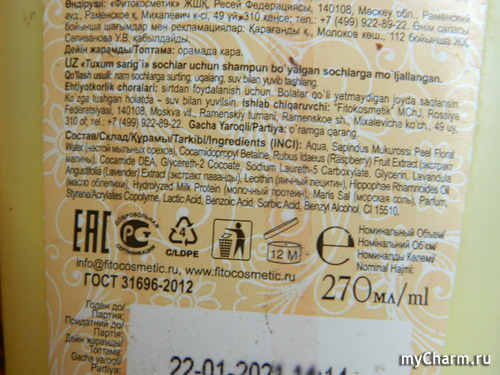 Өндіруші: «Фитокосметик» ЖШҚ, Ресей Федерациясы, 140108, Мәскеу обл., Раменский
ауд., Раменское қ., Михалевич к-сі, 49 үй, 310 кеңсе; тел.: +7 (499) 922-89-22. Өнім сапасы
бойынша шағымдар мен рекламациялар: Қарағанды қ., Молоков көш., 112 Бөгенбай
Селиванова У.В. қабылдайды.
Дейін жарамды/Топтама: орамада қара.
UZ «Tuxum sarig`i» sochlar uchun shampun bo`yalgan sochlarga mo`ljallangan.
Qo'llash usuli: nam sochlarga surting, uqalang, suv bilan yuvib tashlang.
Ehtiyotkorlik choralari: sirtdan foydalanish uchun. Bolalar qo`li yetmaydigan joyda saqlansin.
Ko`zga tushgan holatda – suv bilan yuvilsin. Ishlab chiqaruvchi: "Fitokosmetik" MChJ, Rossiya
Federatsiyasi, 140108, Moskva vil., Ramenskiy tumani, Ramenskoe sh., Mixalevicha ko`ch., 49 uy,
310 of., tel.: +7 (499) 922-89-22. Gacha Yaroqli/Partiya: o`ramga qarang.
Состав/Склад/Құрамы/Tarkibi/Ingredients (INCI): Aqua, Sapindus Mukurossi Peel Floral
Water (настой мыльных орехов), Cocamidopropyl Betaine, Rubus Idaeus (Raspberry) Fruit Extract (экстракт
малины), Cocamide DEA, Glycereth-2 Cocoate, Sodium Laureth-5 Carboxylate, Glycerin, Lavandula
Angustifolia (Lavender) Extract (экстракт лаванды), Lecithin (яичный лецитин), Hippophae Rhamnoides Oil
(масло облепихи), Hydrolyzed Milk Protein (молочный протеин), Maris Sal (морская соль), Parfum,
Styrene/Acrylates Copolyme, Lactic Acid, Benzoic Acid, Sorbic Acid, Benzyl Alcohol, CI 15510.
EAC
ДОБРОВОЛЬНАЯ
СЕРТИФИКАЦИЯ
4
C/LDPE
12 M
e
Номинальный Объем/
Номінальний Об`єм/
Номиналды Көлемі/
Nominal Hajmi:
270мл/ml
info@fitocosmetic.ru www.fitocosmetic.ru
ГОСТ 31696-2012
Годен до/
Партия:
Придатний до/
Партія:
Дейін жарамды/
Топтама:
Gacha yaroqli/
Partiya:
22-01-2021
myCharm.ru